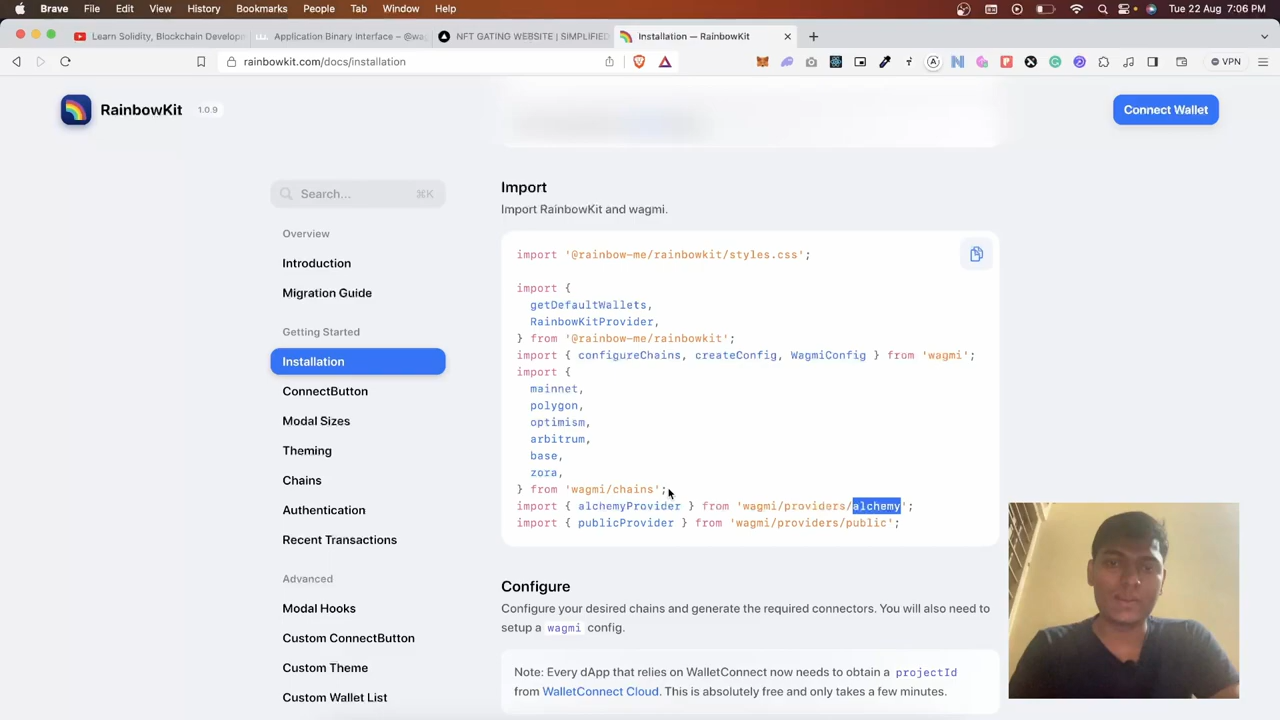 Brave File Edit View History Bookmarks People Tab Window Help Tue 22 Aug 7:06 PM
Learn Solidity, Blockchain Developm Application Binary Interface – @wag NFT GATING WEBSITE | SIMPLIFIED Installation — RainbowKit
rainbowkit.com/docs/installation VPN
RainbowKit 1.0.9 Connect Wallet
Search... ⌘K
Overview
Introduction
Migration Guide
Getting Started
Installation
ConnectButton
Modal Sizes
Theming
Chains
Authentication
Recent Transactions
Advanced
Modal Hooks
Custom ConnectButton
Custom Theme
Custom Wallet List
Import
Import RainbowKit and wagmi.
import '@rainbow-me/rainbowkit/styles.css';
import {
getDefaultWallets,
RainbowKitProvider,
} from '@rainbow-me/rainbowkit';
import { configureChains, createConfig, WagmiConfig } from 'wagmi';
import {
mainnet,
polygon,
optimism,
arbitrum,
base,
zora,
} from 'wagmi/chains';
import { alchemyProvider } from 'wagmi/providers/alchemy';
import { publicProvider } from 'wagmi/providers/public';
Configure
Configure your desired chains and generate the required connectors. You will also need to
setup a wagmi config.
Note: Every dApp that relies on WalletConnect now needs to obtain a projectId
from WalletConnect Cloud. This is absolutely free and only takes a few minutes.